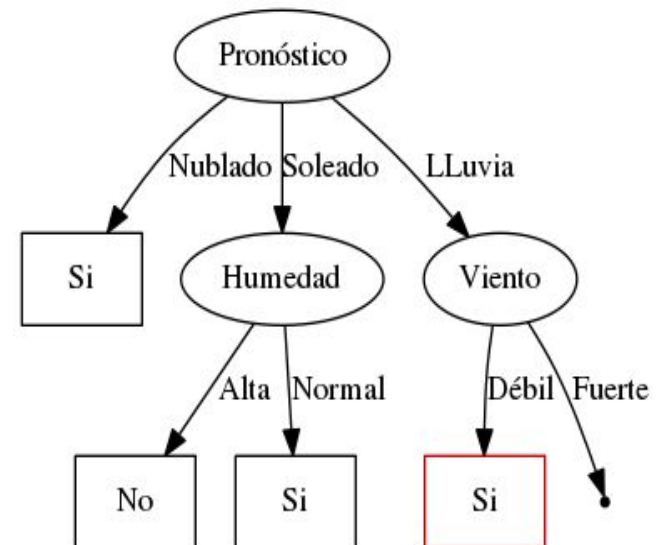 Pronóstico
Nublado Soleado LLuvia
Si Humedad Viento
Alta Normal Débil Fuerte
No Si Si